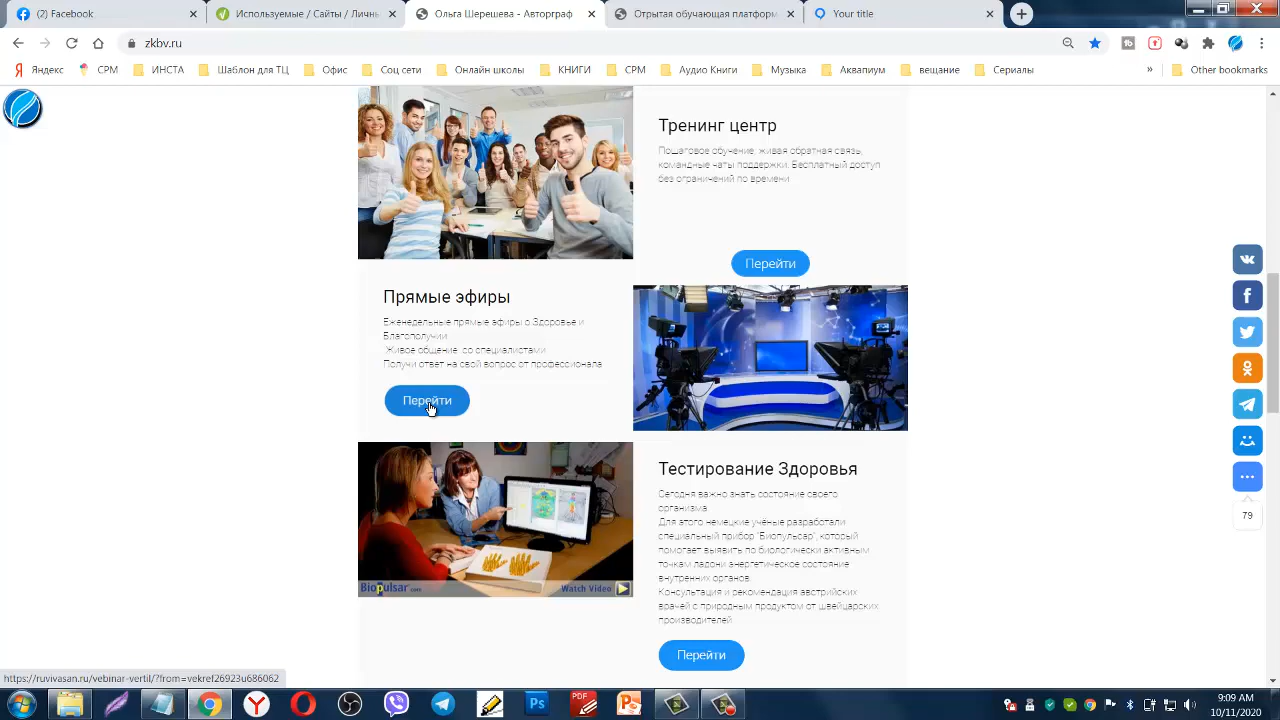 (2) Facebook
Используемые / Сайты / Личн
Ольга Шерешева - Авторграф
Отрытая обучающая платформ
Your title
zkbv.ru
Яндекс
СРМ
ИНСТА
Шаблон для ТЦ
Офис
Соц сети
Онлайн школы
КНИГИ
СРМ
Аудио Книги
Музыка
Аквапиум
вещание
Сериалы
»
Other bookmarks
Тренинг центр
Пошаговое обучение, живая обратная связь,
командные чаты поддержки. Бесплатный доступ
без ограничений по времени
Перейти
Прямые эфиры
Еженедельные прямые эфиры о Здоровье и
Благополучии
"Живое общение" со специалистами
Получи ответ на свой вопрос от профессионала
Перейти
BioPulsar.com
Watch Video
Тестирование Здоровья
Сегодня важно знать состояние своего
организма
Для этого немецкие учёные разработали
специальный прибор "Биопульсар", который
помогает выявить по биологически активным
точкам ладони энергетическое состояние
внутренних органов.
Консультация и рекомендация австрийских
врачей с природным продуктом от швейцарских
производителей
Перейти
79
https://ruvivasan.ru/vebinar-vertil/?from=vekref26923u686062
9:09 AM
10/11/2020